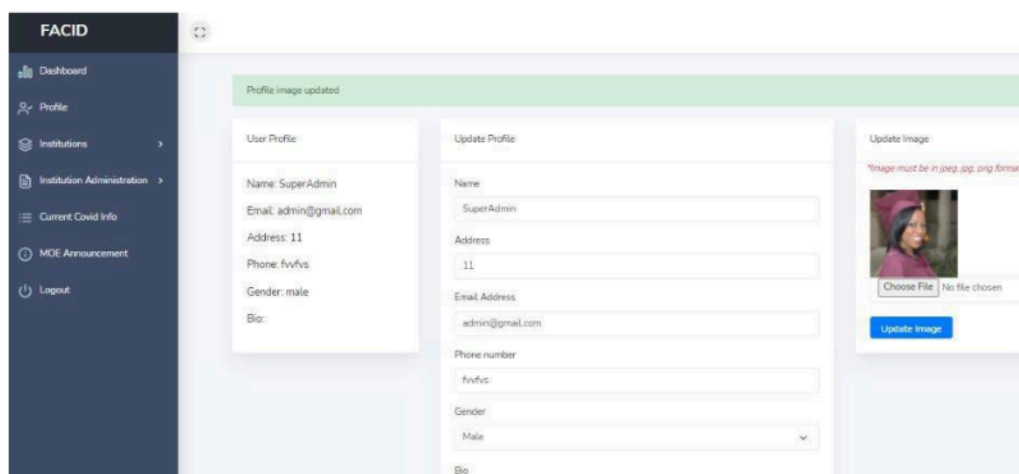 FACID
Dashboard
Profile
Institutions
Institution Administration
Current Covid Info
MOE Announcement
Logout
Profile image updated
User Profile
Name: SuperAdmin
Email: admin@gmail.com
Address: 11
Phone: fvvfvs
Gender: male
Bio:
Update Profile
Name
SuperAdmin
Address
11
Email Address
admin@gmail.com
Phone number
fvvfvs
Gender
Male
Bio
Update Image
*Image must be in jpeg, jpg, png format
Choose File No file chosen
Update Image